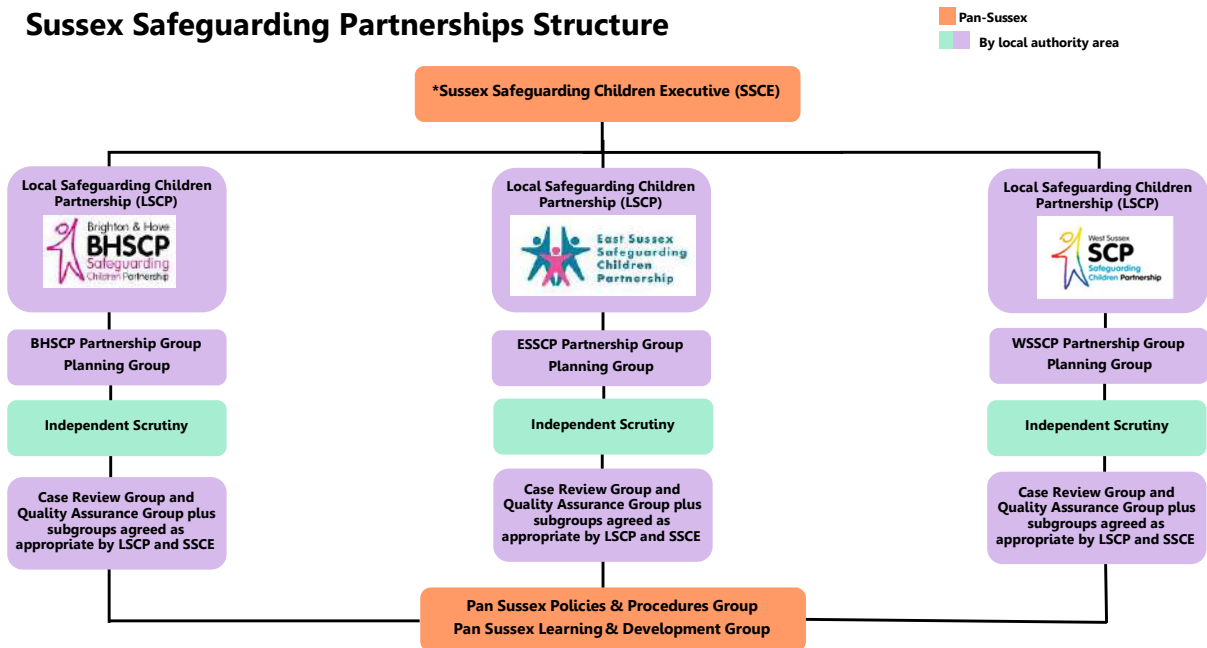 Sussex Safeguarding Partnerships Structure
Pan-Sussex
By local authority area
*Sussex Safeguarding Children Executive (SSCE)
Local Safeguarding Children
Partnership (LSCP)
Brighton & Hove
BHSCP
Safeguarding
Children Partnership
Local Safeguarding Children
Partnership (LSCP)
East Sussex
Safeguarding
Children
Partnership
Local Safeguarding Children
Partnership (LSCP)
West Sussex
SCP
Safeguarding
Children Partnership
BHSCP Partnership Group
Planning Group
ESSCP Partnership Group
Planning Group
WSSCP Partnership Group
Planning Group
Independent Scrutiny
Independent Scrutiny
Independent Scrutiny
Case Review Group and
Quality Assurance Group plus
subgroups agreed as
appropriate by LSCP and SSCE
Case Review Group and
Quality Assurance Group plus
subgroups agreed as
appropriate by LSCP and SSCE
Case Review Group and
Quality Assurance Group plus
subgroups agreed as
appropriate by LSCP and SSCE
Pan Sussex Policies & Procedures Group
Pan Sussex Learning & Development Group